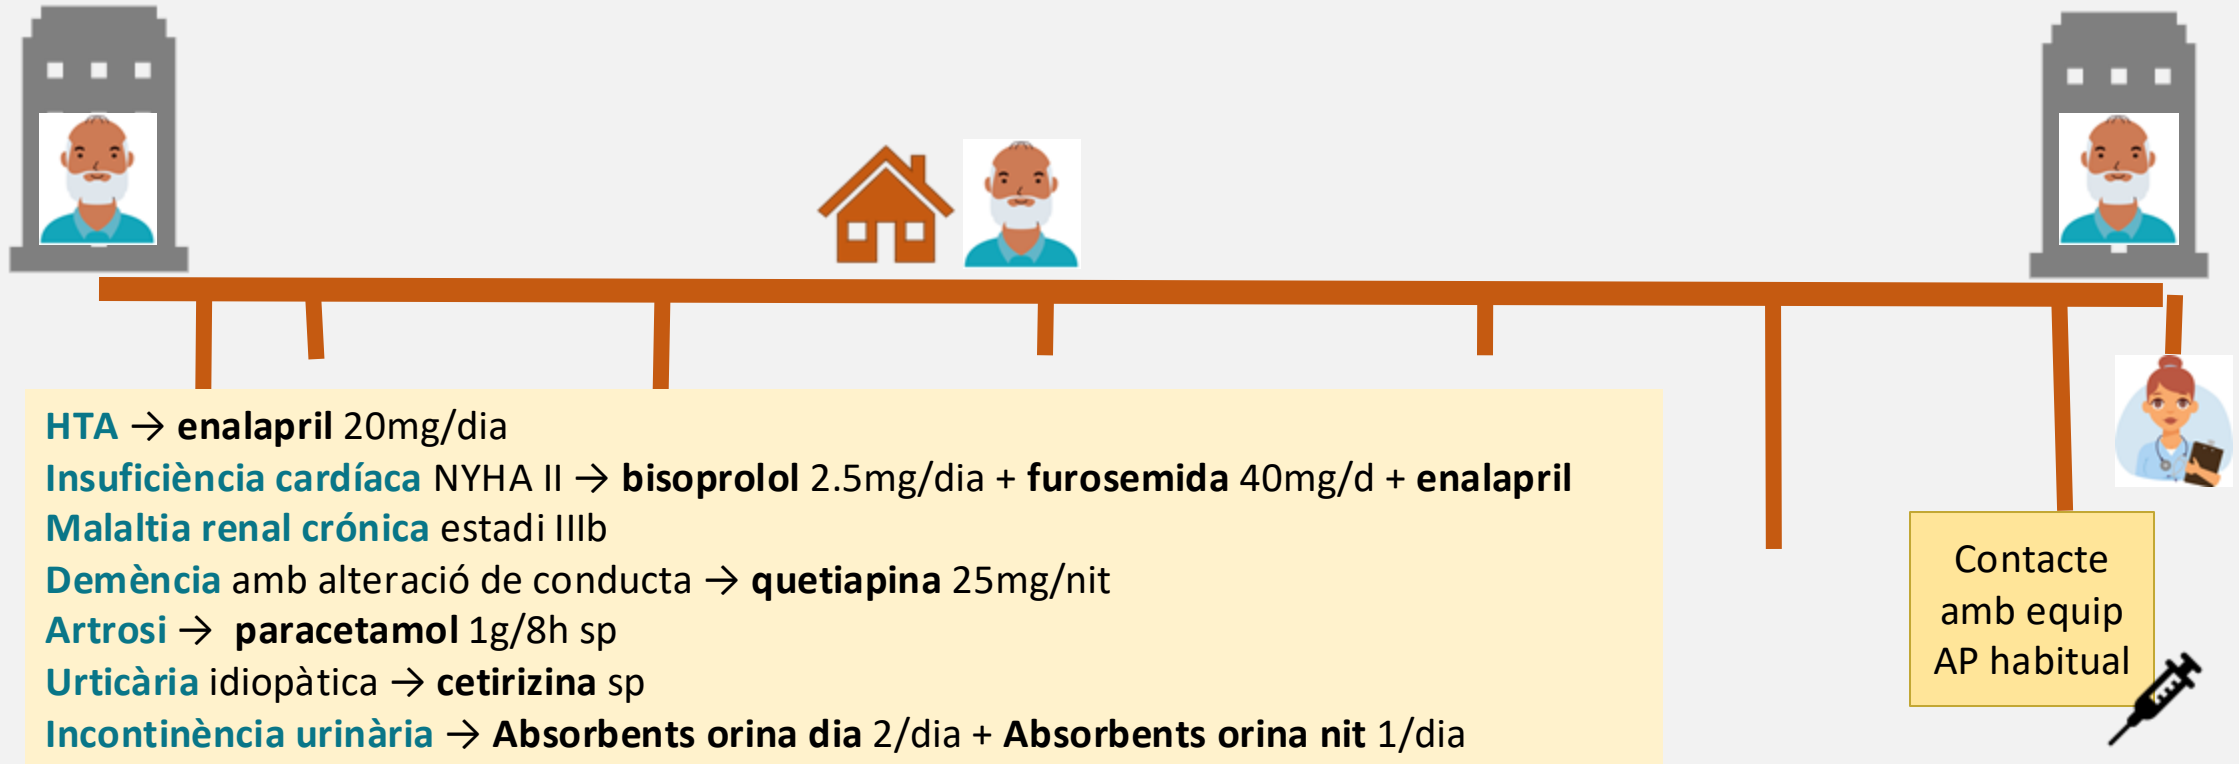 HTA → enalapril 20mg/dia
Insuficiència cardíaca NYHA II → bisoprolol 2.5mg/dia + furosemida 40mg/d + enalapril
Malaltia renal crónica estadi IIIb
Demència amb alteració de conducta → quetiapina 25mg/nit
Artrosi → paracetamol 1g/8h sp
Urticària idiopàtica → cetirizina sp
Incontinència urinària → Absorbents orina dia 2/dia + Absorbents orina nit 1/dia
Contacte
amb equip
AP habitual